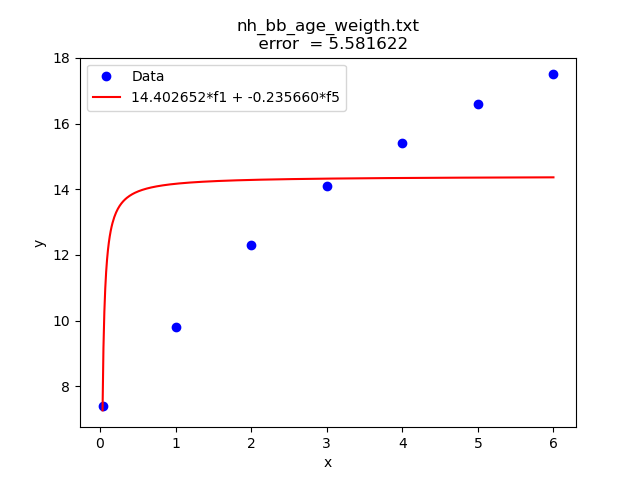 nh_bb_age_weigth.txt
error = 5.581622
Data
14.402652*f1 + -0.235660*f5
18
16
14
12
10
8
y
0 1 2 3 4 5 6
x